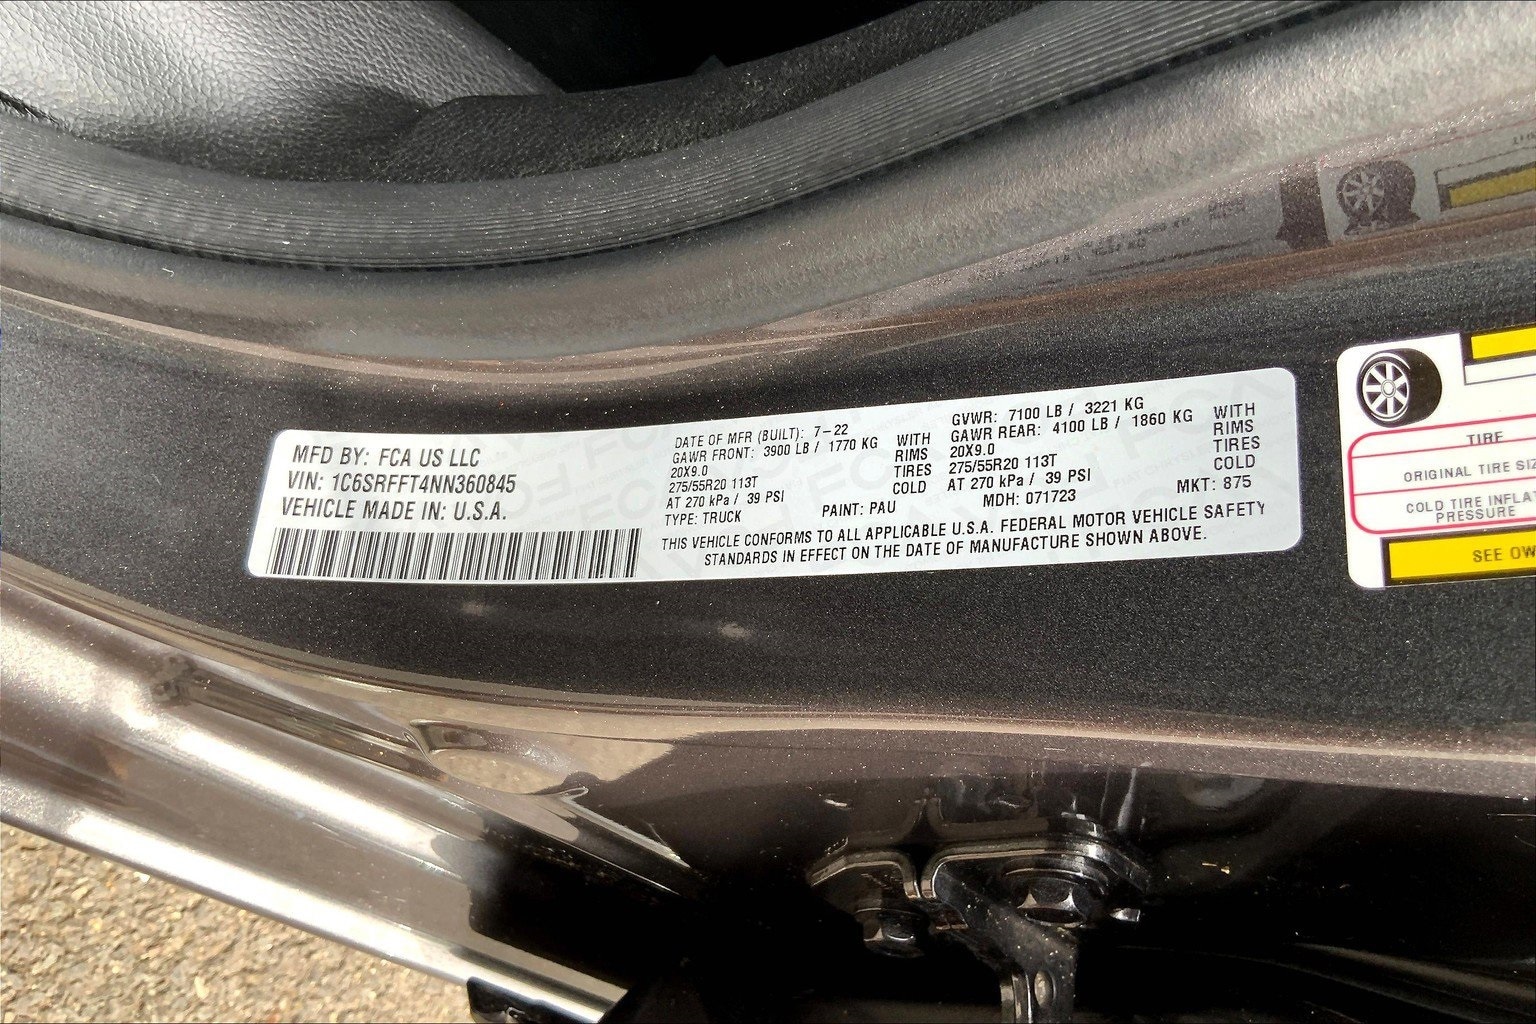 MFD BY: FCA US LLC
VIN: 1C6SRFFT4NN360845
VEHICLE MADE IN: U.S.A.
DATE OF MFR (BUILT): 7-22
GAWR FRONT: 3900 LB / 1770 KG WITH
20X9.0 RIMS
275/55R20 113T TIRES
AT 270 kPa / 39 PSI COLD
TYPE: TRUCK PAINT: PAU
GVWR: 7100 LB / 3221 KG
GAWR REAR: 4100 LB / 1860 KG WITH
20X9.0 RIMS
275/55R20 113T TIRES
AT 270 kPa / 39 PSI COLD
MDH: 071723 MKT: 875
THIS VEHICLE CONFORMS TO ALL APPLICABLE U.S.A. FEDERAL MOTOR VEHICLE SAFETY
STANDARDS IN EFFECT ON THE DATE OF MANUFACTURE SHOWN ABOVE.
TIRE
ORIGINAL TIRE
COLD TIRE
PRESSURE
SEE